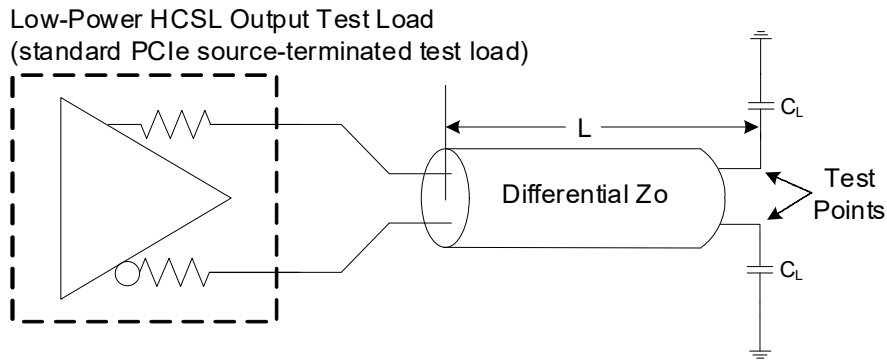 Low-Power HCSL Output Test Load
(standard PCIe source-terminated test load)
CL
L
Differential Zo
Test
Points
CL